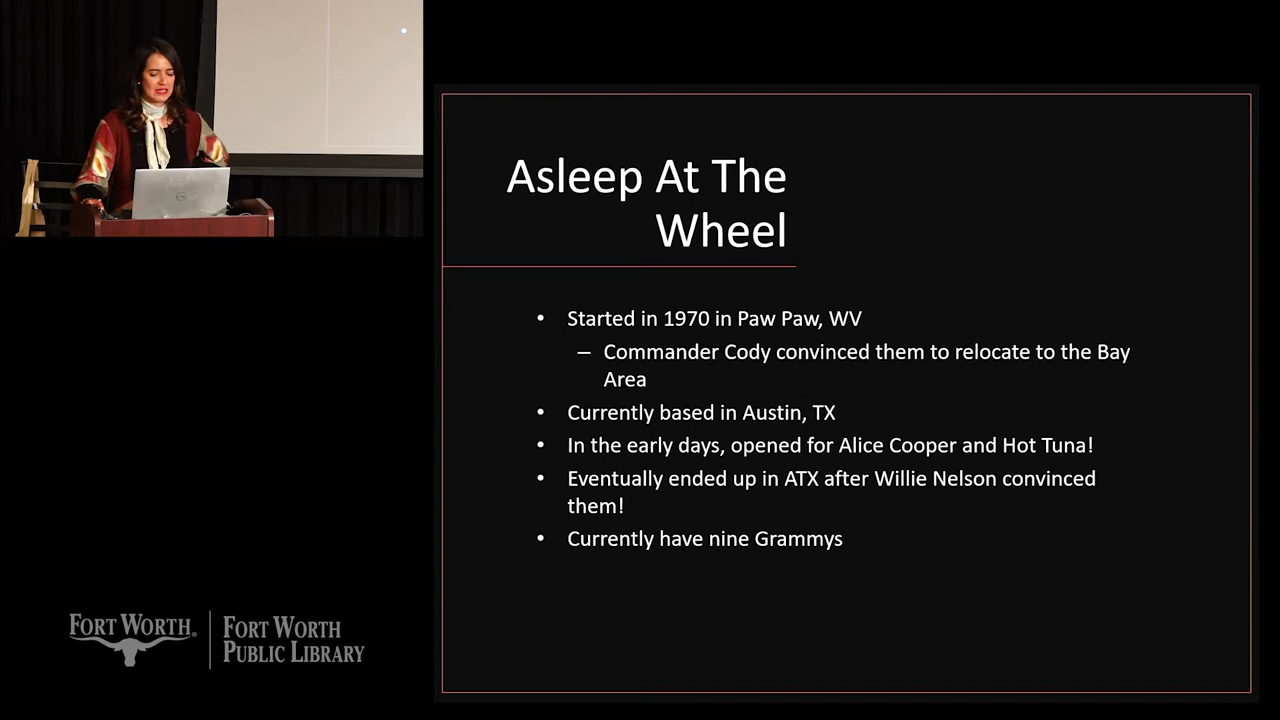 Asleep At The
Wheel
• Started in 1970 in Paw Paw, WV
– Commander Cody convinced them to relocate to the Bay
Area
• Currently based in Austin, TX
• In the early days, opened for Alice Cooper and Hot Tuna!
• Eventually ended up in ATX after Willie Nelson convinced
them!
• Currently have nine Grammys
FORT WORTH®
FORT WORTH
PUBLIC LIBRARY